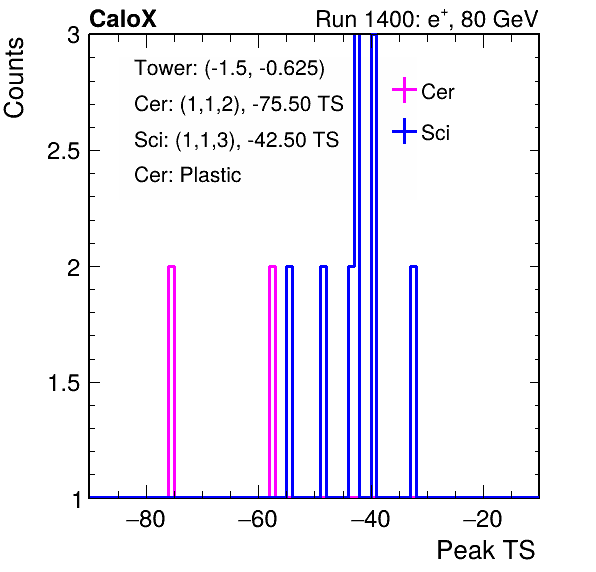 CaloX Run 1400: e+, 80 GeV
Counts
3
2.5
2
1.5
1
Tower: (-1.5, -0.625)
Cer: (1,1,2), -75.50 TS
Sci: (1,1,3), -42.50 TS
Cer: Plastic
Cer
Sci
−80 −60 −40 −20
Peak TS